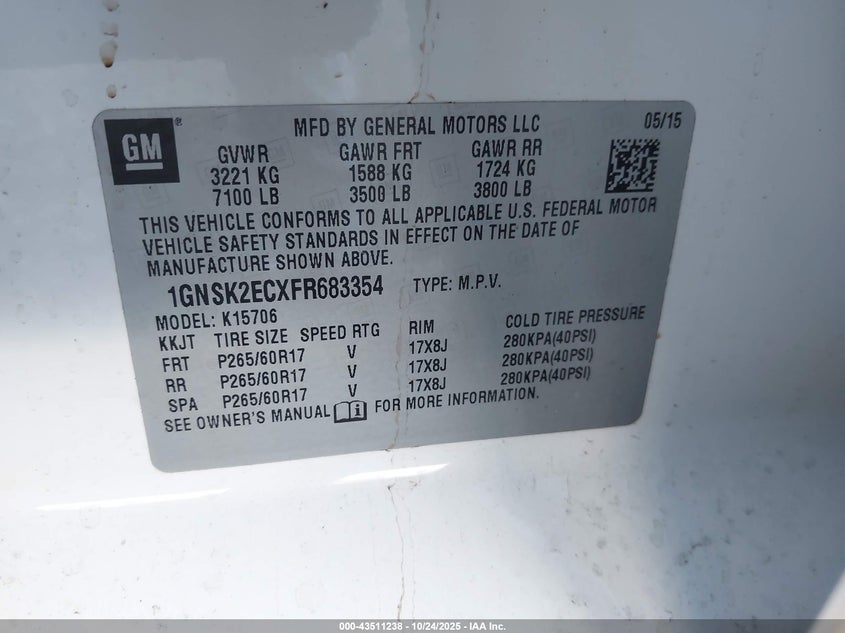 GM ®
MFD BY GENERAL MOTORS LLC 05/15
GVWR GAWR FRT GAWR RR
3221 KG 1588 KG 1724 KG
7100 LB 3500 LB 3800 LB
THIS VEHICLE CONFORMS TO ALL APPLICABLE U.S. FEDERAL MOTOR
VEHICLE SAFETY STANDARDS IN EFFECT ON THE DATE OF
MANUFACTURE SHOWN ABOVE.
1GNSK2ECXFR683354 TYPE: M.P.V.
MODEL: K15706
KKJT TIRE SIZE SPEED RTG RIM COLD TIRE PRESSURE
FRT P265/60R17 V 17X8J 280KPA(40PSI)
RR P265/60R17 V 17X8J 280KPA(40PSI)
SPA P265/60R17 V 17X8J 280KPA(40PSI)
SEE OWNER'S MANUAL FOR MORE INFORMATION.
000-43511238 - 10/24/2025 - IAA Inc.